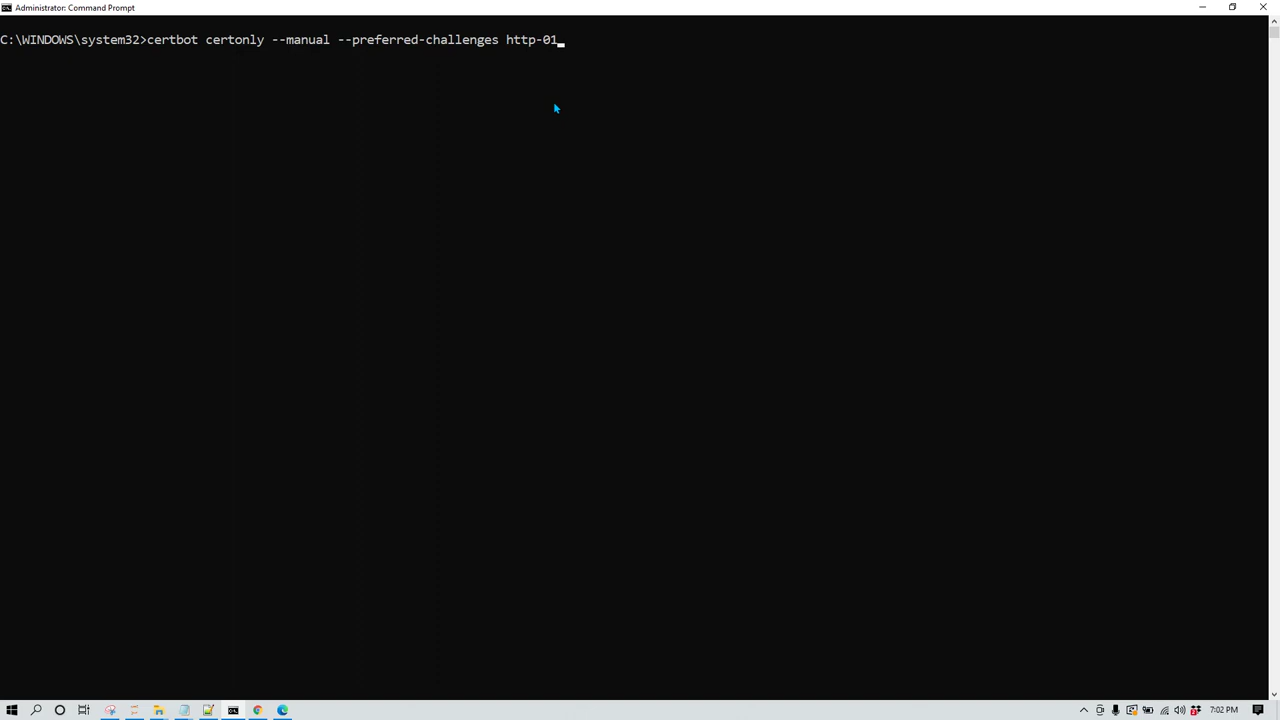 Administrator: Command Prompt
C:\WINDOWS\system32>certbot certonly --manual --preferred-challenges http-01
7:02 PM